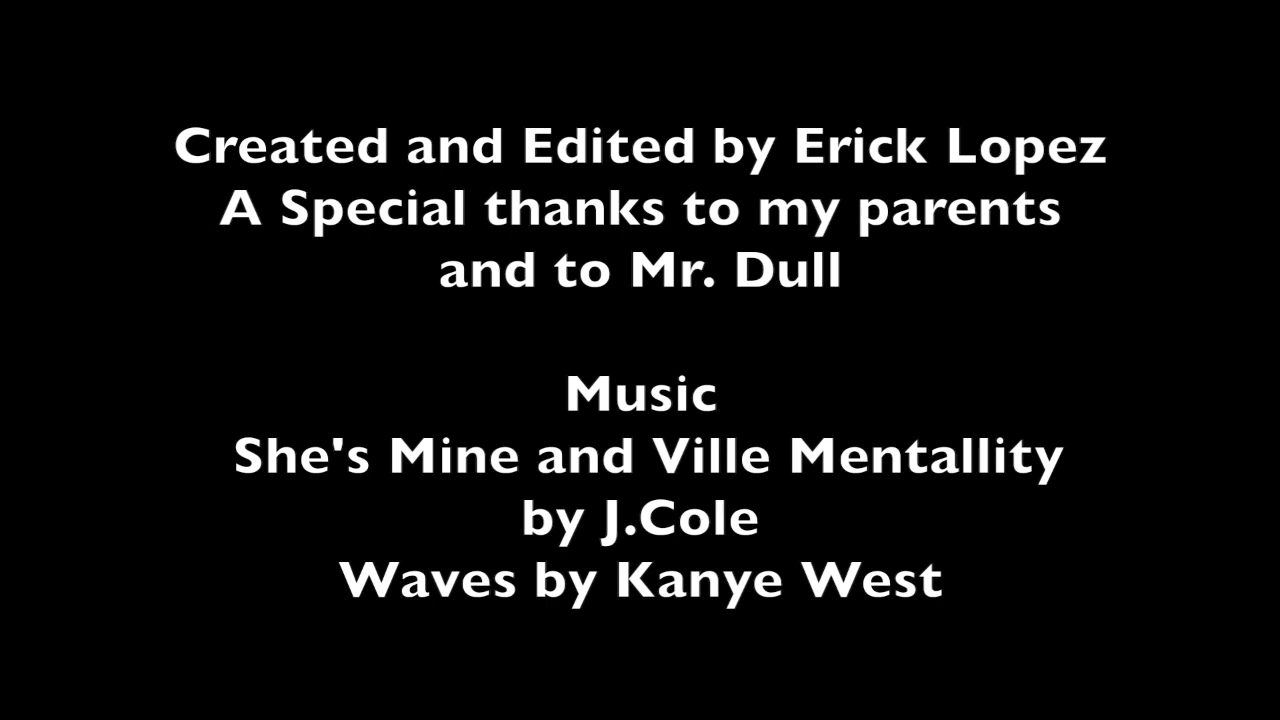 Created and Edited by Erick Lopez
A Special thanks to my parents
and to Mr. Dull
Music
She's Mine and Ville Mentallity
by J.Cole
Waves by Kanye West